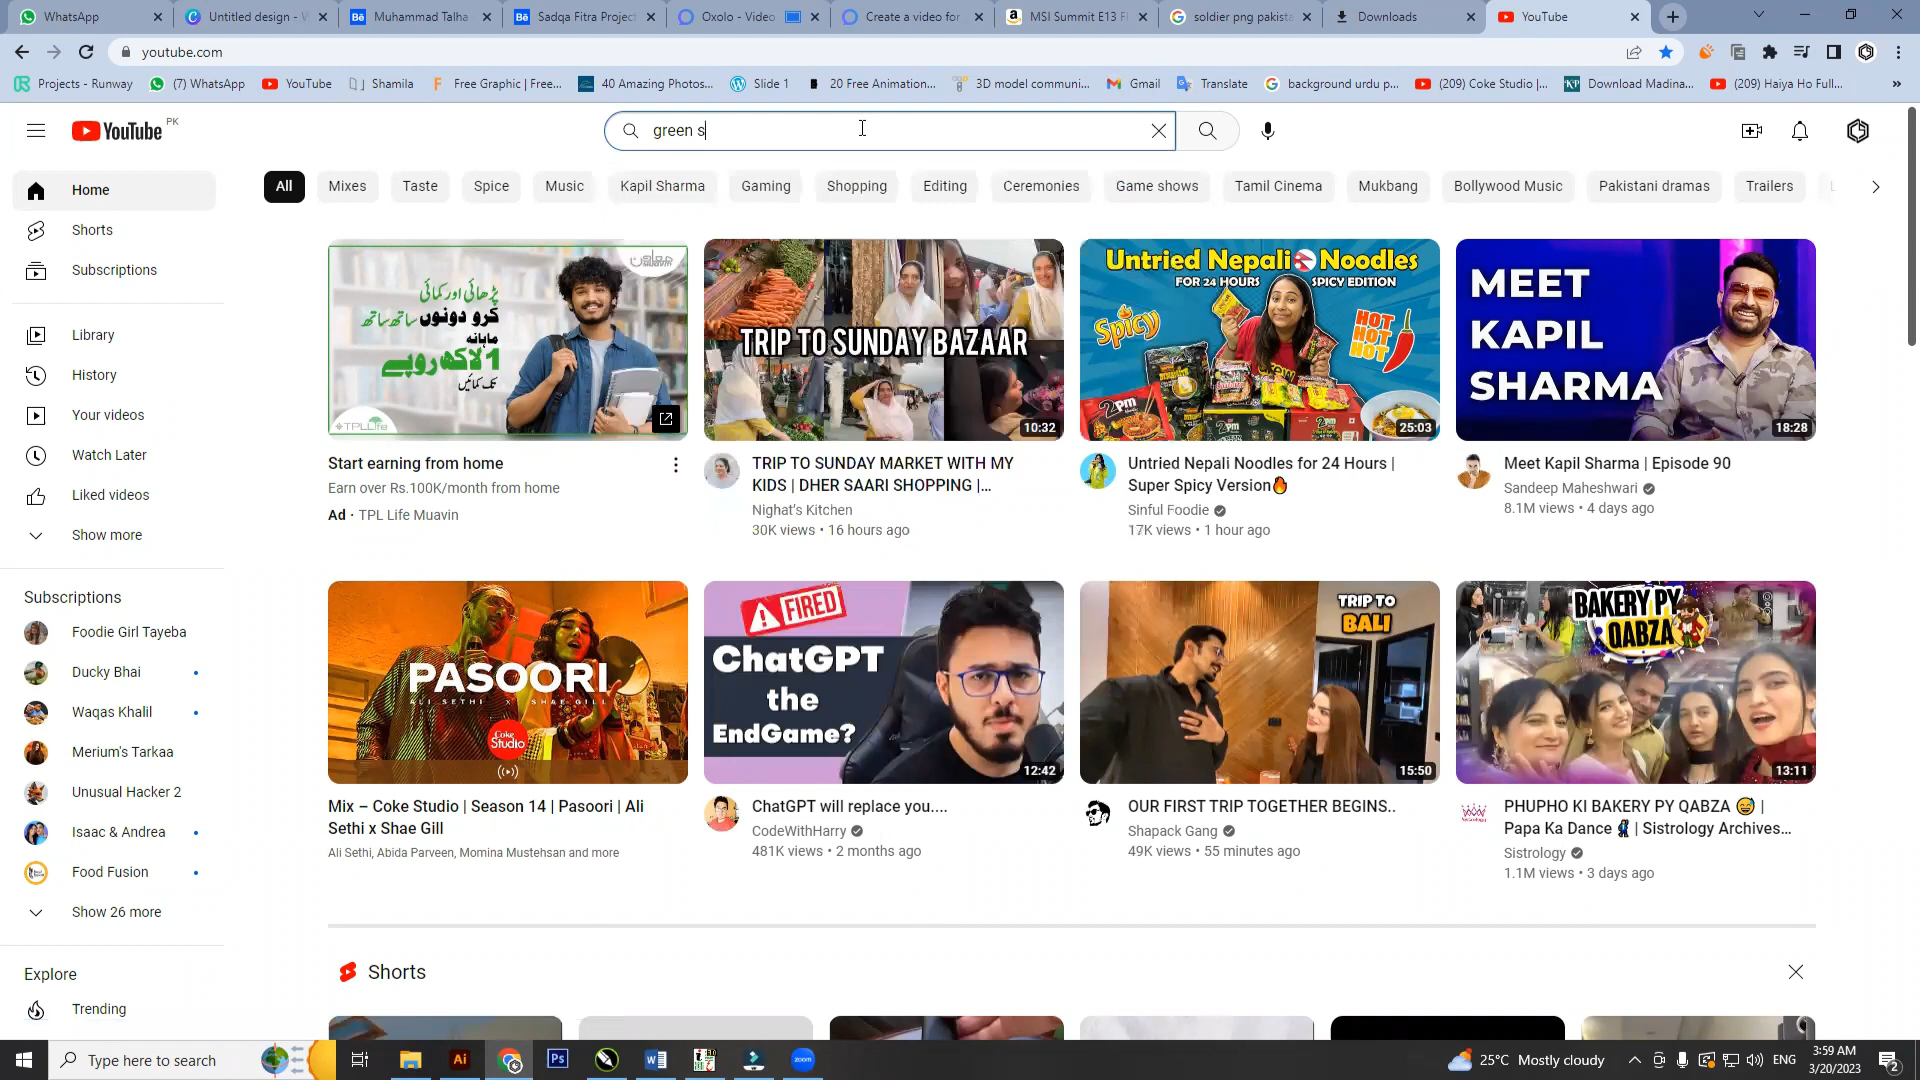 WhatsApp
Untitled design - V
Muhammad Talha
Sadqa Fitra Project
Oxolo - Video
Create a video for
MSI Summit E13 Fl
soldier png pakista
Downloads
YouTube
youtube.com
Projects - Runway
(7) WhatsApp
YouTube
Shamila
Free Graphic | Free...
40 Amazing Photos...
Slide 1
20 Free Animation...
3D model communi...
Gmail
Translate
background urdu p...
(209) Coke Studio |...
Download Madina...
(209) Haiya Ho Full...
YouTube PK
green s
All
Mixes
Taste
Spice
Music
Kapil Sharma
Gaming
Shopping
Editing
Ceremonies
Game shows
Tamil Cinema
Mukbang
Bollywood Music
Pakistani dramas
Trailers
Home
Shorts
Subscriptions
Library
History
Your videos
Watch Later
Liked videos
Show more
Subscriptions
Foodie Girl Tayeba
Ducky Bhai
Waqas Khalil
Merium's Tarkaa
Unusual Hacker 2
Isaac & Andrea
Food Fusion
Show 26 more
Explore
Trending
پڑھائی اور کمائی
کرو دونوں ساتھ ساتھ
ماہانہ
1 لاکھ روپے
تک کمائیں
TPLLife
Start earning from home
Earn over Rs.100K/month from home
Ad · TPL Life Muavin
TRIP TO SUNDAY BAZAAR
10:32
TRIP TO SUNDAY MARKET WITH MY
KIDS | DHER SAARI SHOPPING |...
Nighat's Kitchen
30K views • 16 hours ago
Untried Nepali Noodles
FOR 24 HOURS SPICY EDITION
Spicy
HOT
HOT
HOT
2pm
2pm
2pm
25:03
Untried Nepali Noodles for 24 Hours |
Super Spicy Version🔥
Sinful Foodie
17K views • 1 hour ago
MEET
KAPIL
SHARMA
18:28
Meet Kapil Sharma | Episode 90
Sandeep Maheshwari
8.1M views • 4 days ago
PASOORI
ALI SETHI X SHAE GILL
Coke
Studio
Mix – Coke Studio | Season 14 | Pasoori | Ali
Sethi x Shae Gill
Ali Sethi, Abida Parveen, Momina Mustehsan and more
FIRED
ChatGPT
the
EndGame?
12:42
ChatGPT will replace you....
CodeWithHarry
481K views • 2 months ago
TRIP TO
BALI
15:50
OUR FIRST TRIP TOGETHER BEGINS..
Shapack Gang
49K views • 55 minutes ago
BAKERY PY
QABZA
13:11
PHUPHO KI BAKERY PY QABZA 😅 |
Papa Ka Dance 🕺 | Sistrology Archives...
Sistrology
1.1M views • 3 days ago
Shorts
Type here to search
Ai
Ps
zoom
25°C Mostly cloudy
ENG
3:59 AM
3/20/2023
2